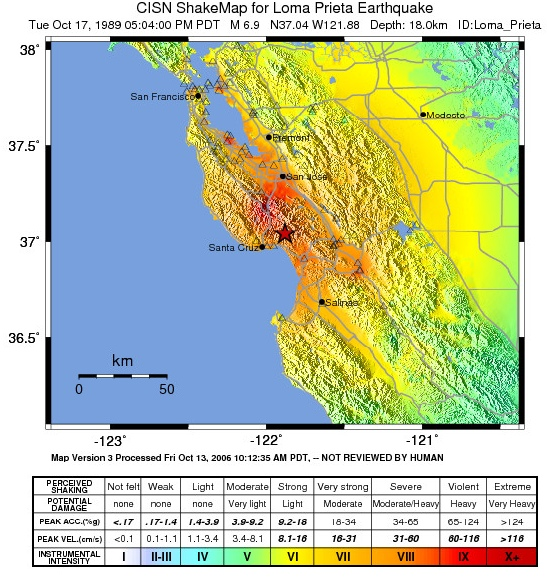 CISN ShakeMap for Loma Prieta Earthquake
Tue Oct 17, 1989 05:04:00 PM PDT M 6.9 N37.04 W121.88 Depth: 18.0km ID:Loma_Prieta
38°
San Francisco
Modesto
37.5°
Fremont
San Jose
37°
Santa Cruz
Salinas
36.5°
km
0 50
-123° -122° -121°
Map Version 3 Processed Fri Oct 13, 2006 10:12:35 AM PDT, -- NOT REVIEWED BY HUMAN
PERCEIVED SHAKING Not felt Weak Light Moderate Strong Very strong Severe Violent Extreme
POTENTIAL DAMAGE none none none Very light Light Moderate Moderate/Heavy Heavy Very Heavy
PEAK ACC.(%g) <.17 .17-1.4 1.4-3.9 3.9-9.2 9.2-18 18-34 34-65 65-124 >124
PEAK VEL.(cm/s) <0.1 0.1-1.1 1.1-3.4 3.4-8.1 8.1-16 16-31 31-60 60-116 >116
INSTRUMENTAL INTENSITY I II-III IV V VI VII VIII IX X+